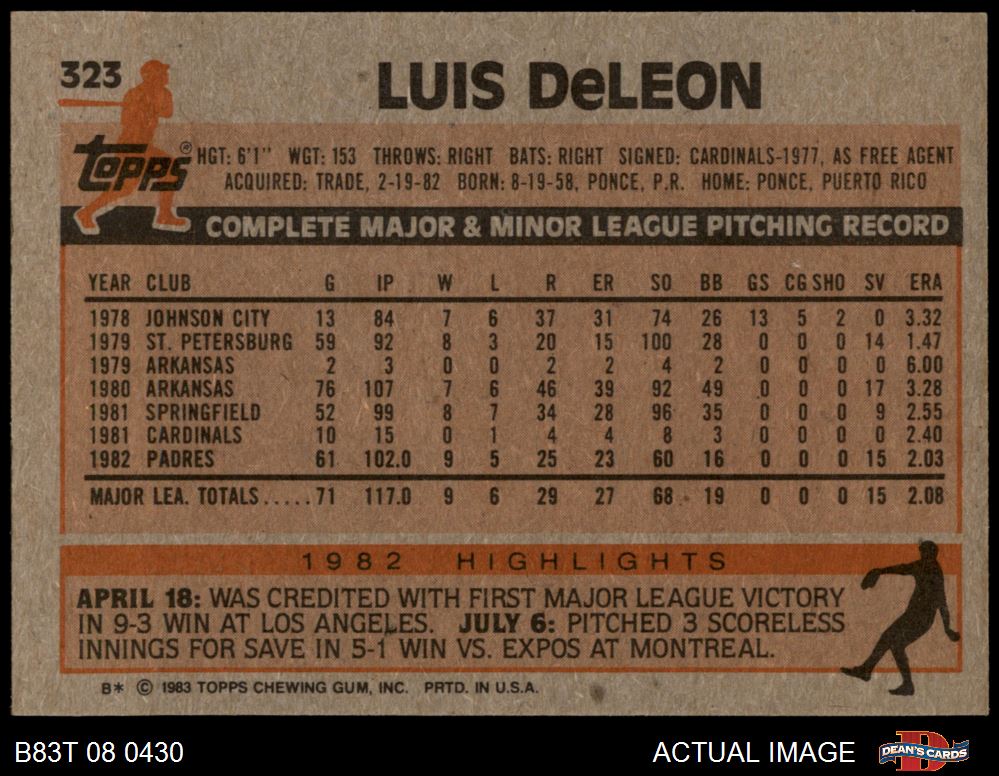 323
LUIS DeLEON
Topps®
HGT: 6'1" WGT: 153 THROWS: RIGHT BATS: RIGHT SIGNED: CARDINALS-1977, AS FREE AGENT
ACQUIRED: TRADE, 2-19-82 BORN: 8-19-58, PONCE, P.R. HOME: PONCE, PUERTO RICO
COMPLETE MAJOR & MINOR LEAGUE PITCHING RECORD
YEAR CLUB G IP W L R ER SO BB GS CG SHO SV ERA
1978 JOHNSON CITY 13 84 7 6 37 31 74 26 13 5 2 0 3.32
1979 ST. PETERSBURG 59 92 8 3 20 15 100 28 0 0 0 14 1.47
1979 ARKANSAS 2 3 0 0 2 2 4 2 0 0 0 0 6.00
1980 ARKANSAS 76 107 7 6 46 39 92 49 0 0 0 17 3.28
1981 SPRINGFIELD 52 99 8 7 34 28 96 35 0 0 0 9 2.55
1981 CARDINALS 10 15 0 1 4 4 8 3 0 0 0 0 2.40
1982 PADRES 61 102.0 9 5 25 23 60 16 0 0 0 15 2.03
MAJOR LEA. TOTALS.....71 117.0 9 6 29 27 68 19 0 0 0 15 2.08
1982 HIGHLIGHTS
APRIL 18: WAS CREDITED WITH FIRST MAJOR LEAGUE VICTORY
IN 9-3 WIN AT LOS ANGELES. JULY 6: PITCHED 3 SCORELESS
INNINGS FOR SAVE IN 5-1 WIN VS. EXPOS AT MONTREAL.
B* © 1983 TOPPS CHEWING GUM, INC. PRTD. IN U.S.A.
B83T 08 0430
ACTUAL IMAGE
D
DEAN'S CARDS